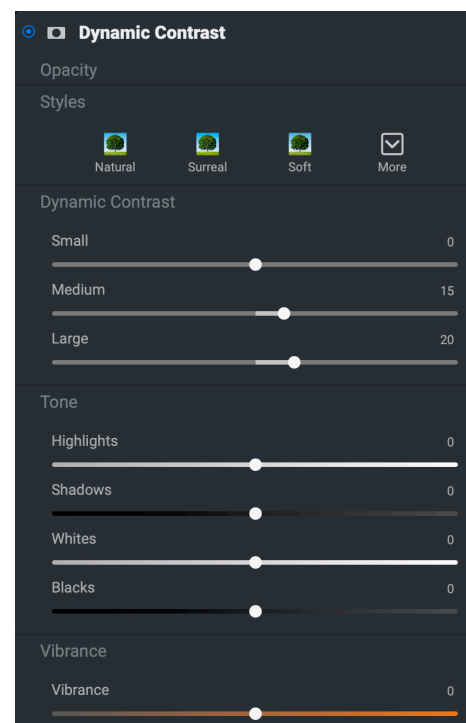 Dynamic Contrast
Opacity
Styles
Natural Surreal Soft More
Dynamic Contrast
Small 0
Medium 15
Large 20
Tone
Highlights 0
Shadows 0
Whites 0
Blacks 0
Vibrance
Vibrance 0